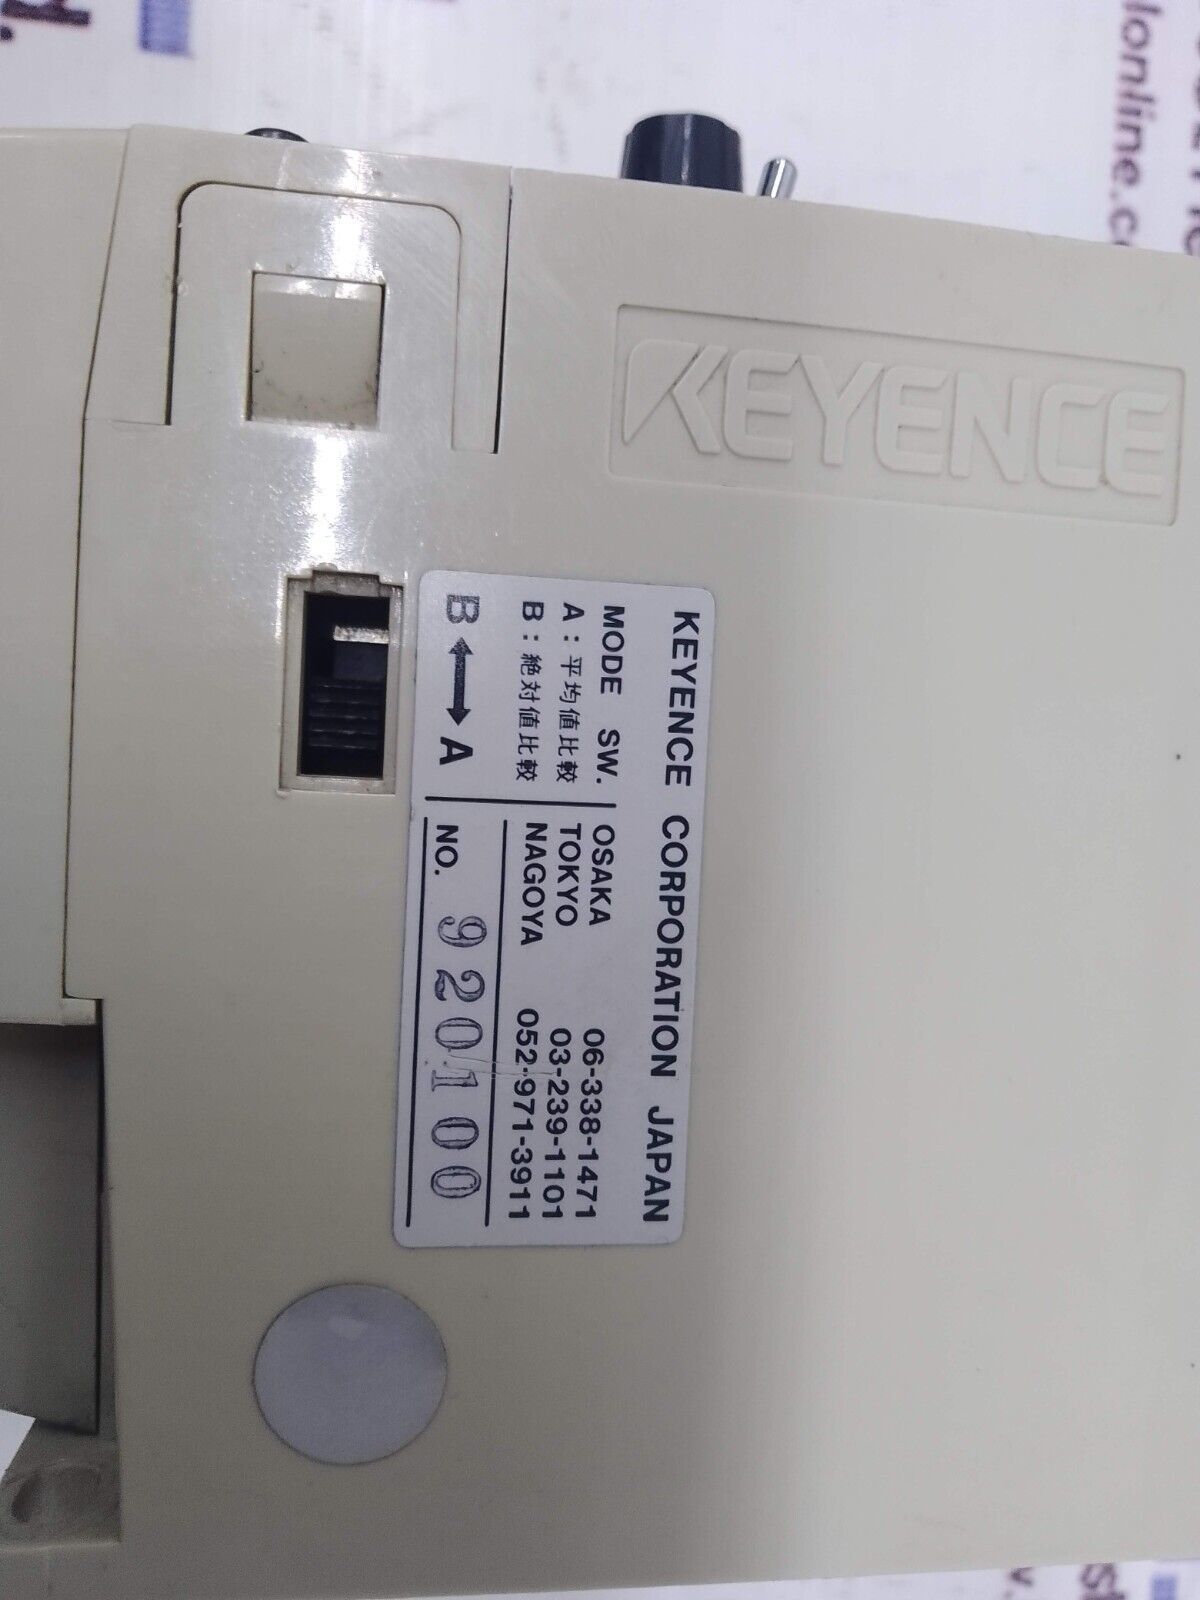 KEYENCE
KEYENCE CORPORATION JAPAN
MODE SW.
A：平均値比較
B：絶対値比較
B ↔ A
OSAKA 06-338-1471
TOKYO 03-239-1101
NAGOYA 052-971-3911
NO. 920100
lonline.c
d.